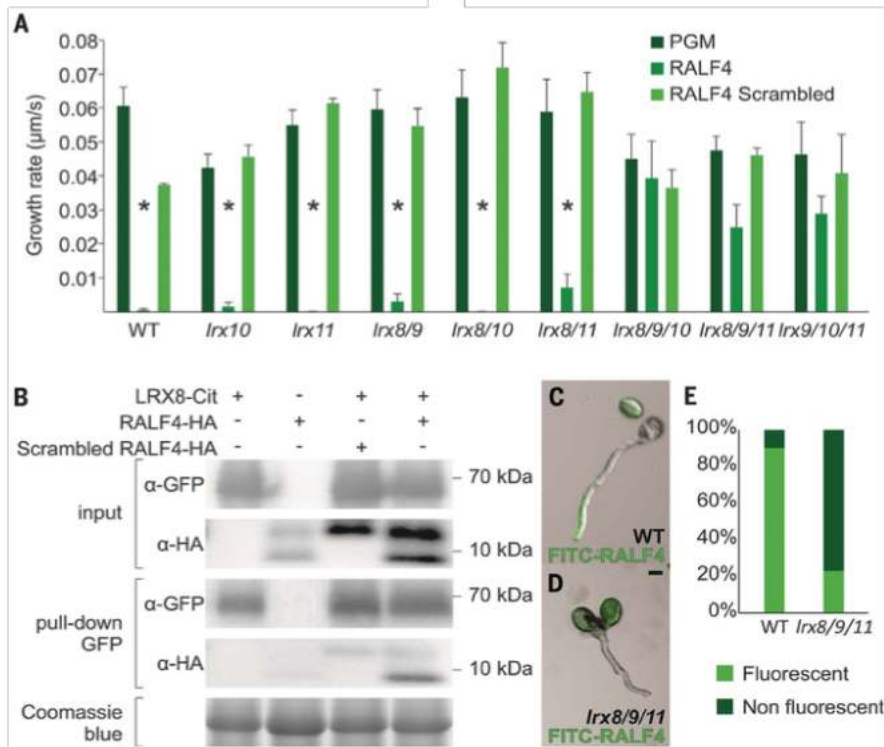 A
PGM
RALF4
RALF4 Scrambled
Growth rate (µm/s)
0.08
0.07
0.06
0.05
0.04
0.03
0.02
0.01
* * * * * *
WT lrx10 lrx11 lrx8/9 lrx8/10 lrx8/11 lrx8/9/10 lrx8/9/11 lrx9/10/11
B
LRX8-Cit + - + +
RALF4-HA - + - +
Scrambled RALF4-HA - - + -
input
α-GFP
- 70 kDa
α-HA
- 10 kDa
pull-down
GFP
α-GFP
- 70 kDa
α-HA
- 10 kDa
Coomassie
blue
C
WT
FITC-RALF4
D
lrx8/9/11
FITC-RALF4
E
100%
80%
60%
40%
20%
0%
WT lrx8/9/11
Fluorescent
Non fluorescent